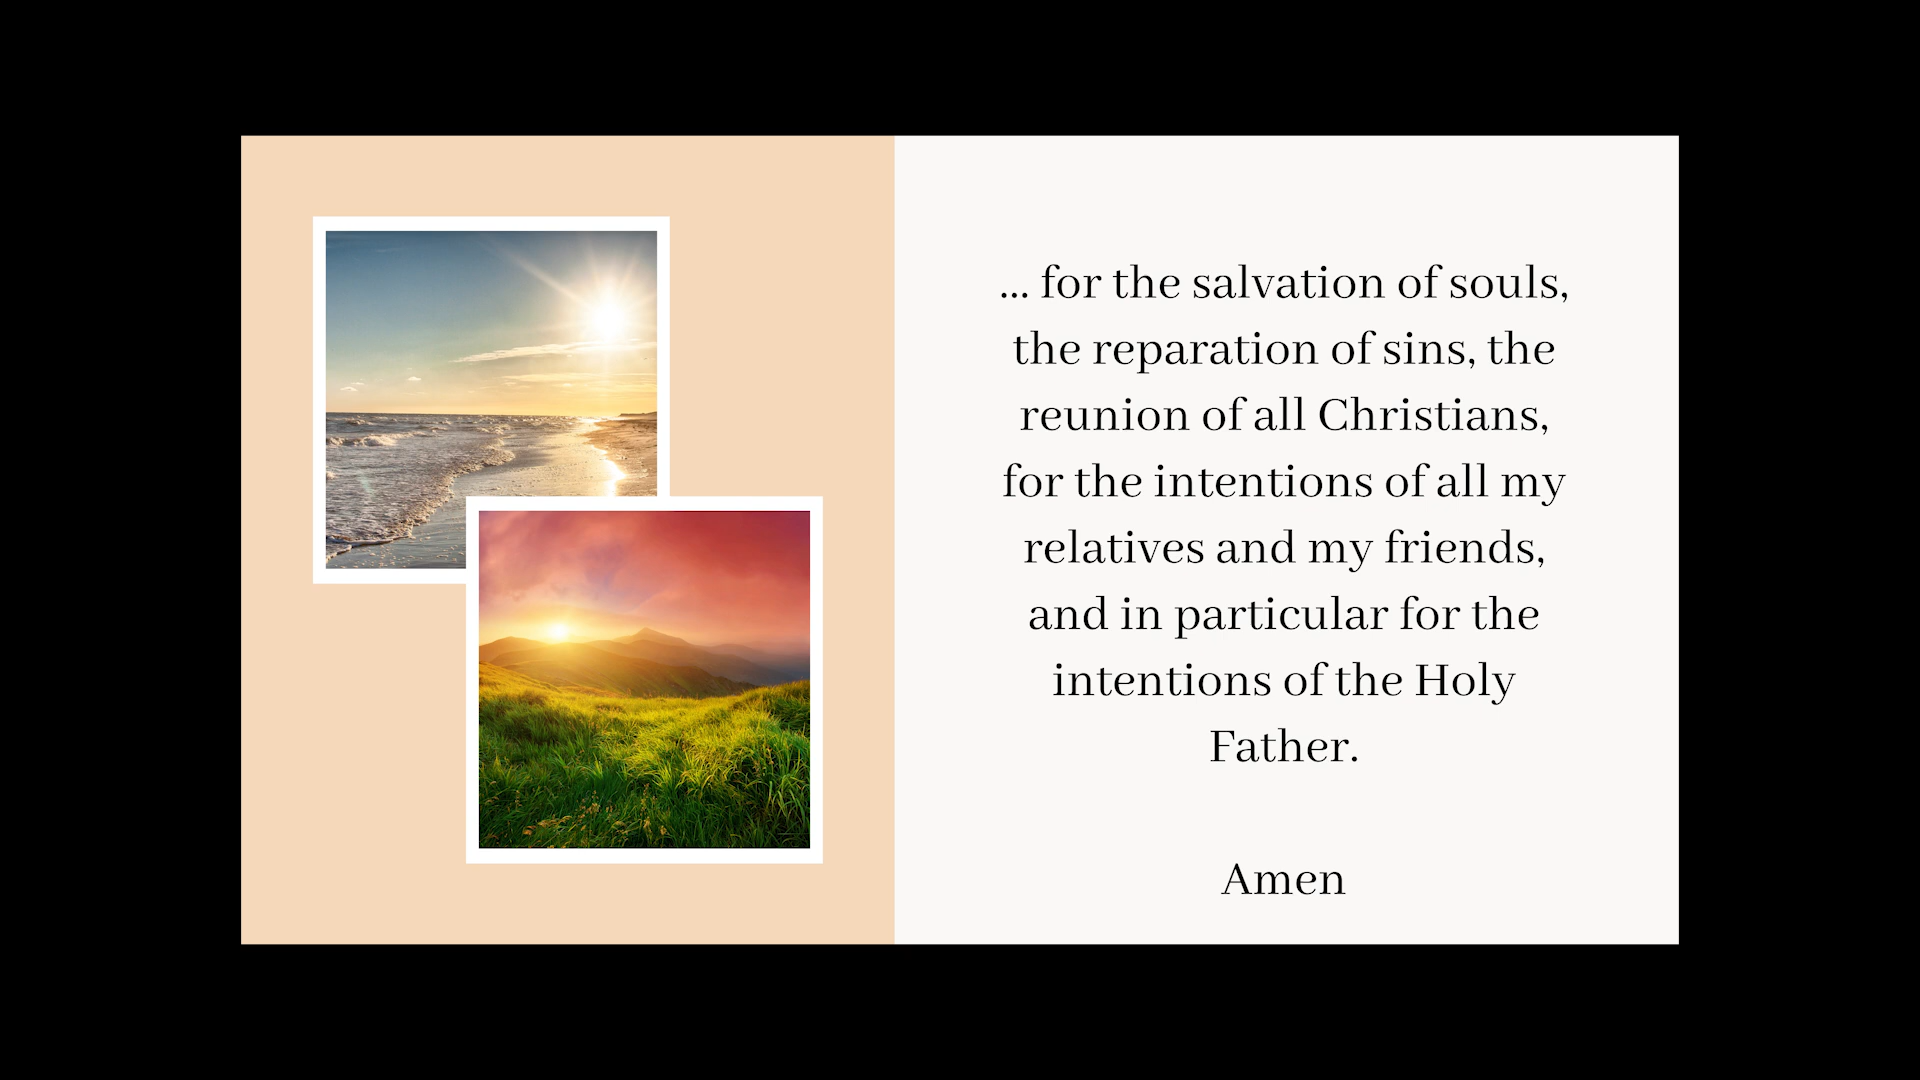 ... for the salvation of souls,
the reparation of sins, the
reunion of all Christians,
for the intentions of all my
relatives and my friends,
and in particular for the
intentions of the Holy
Father.
Amen